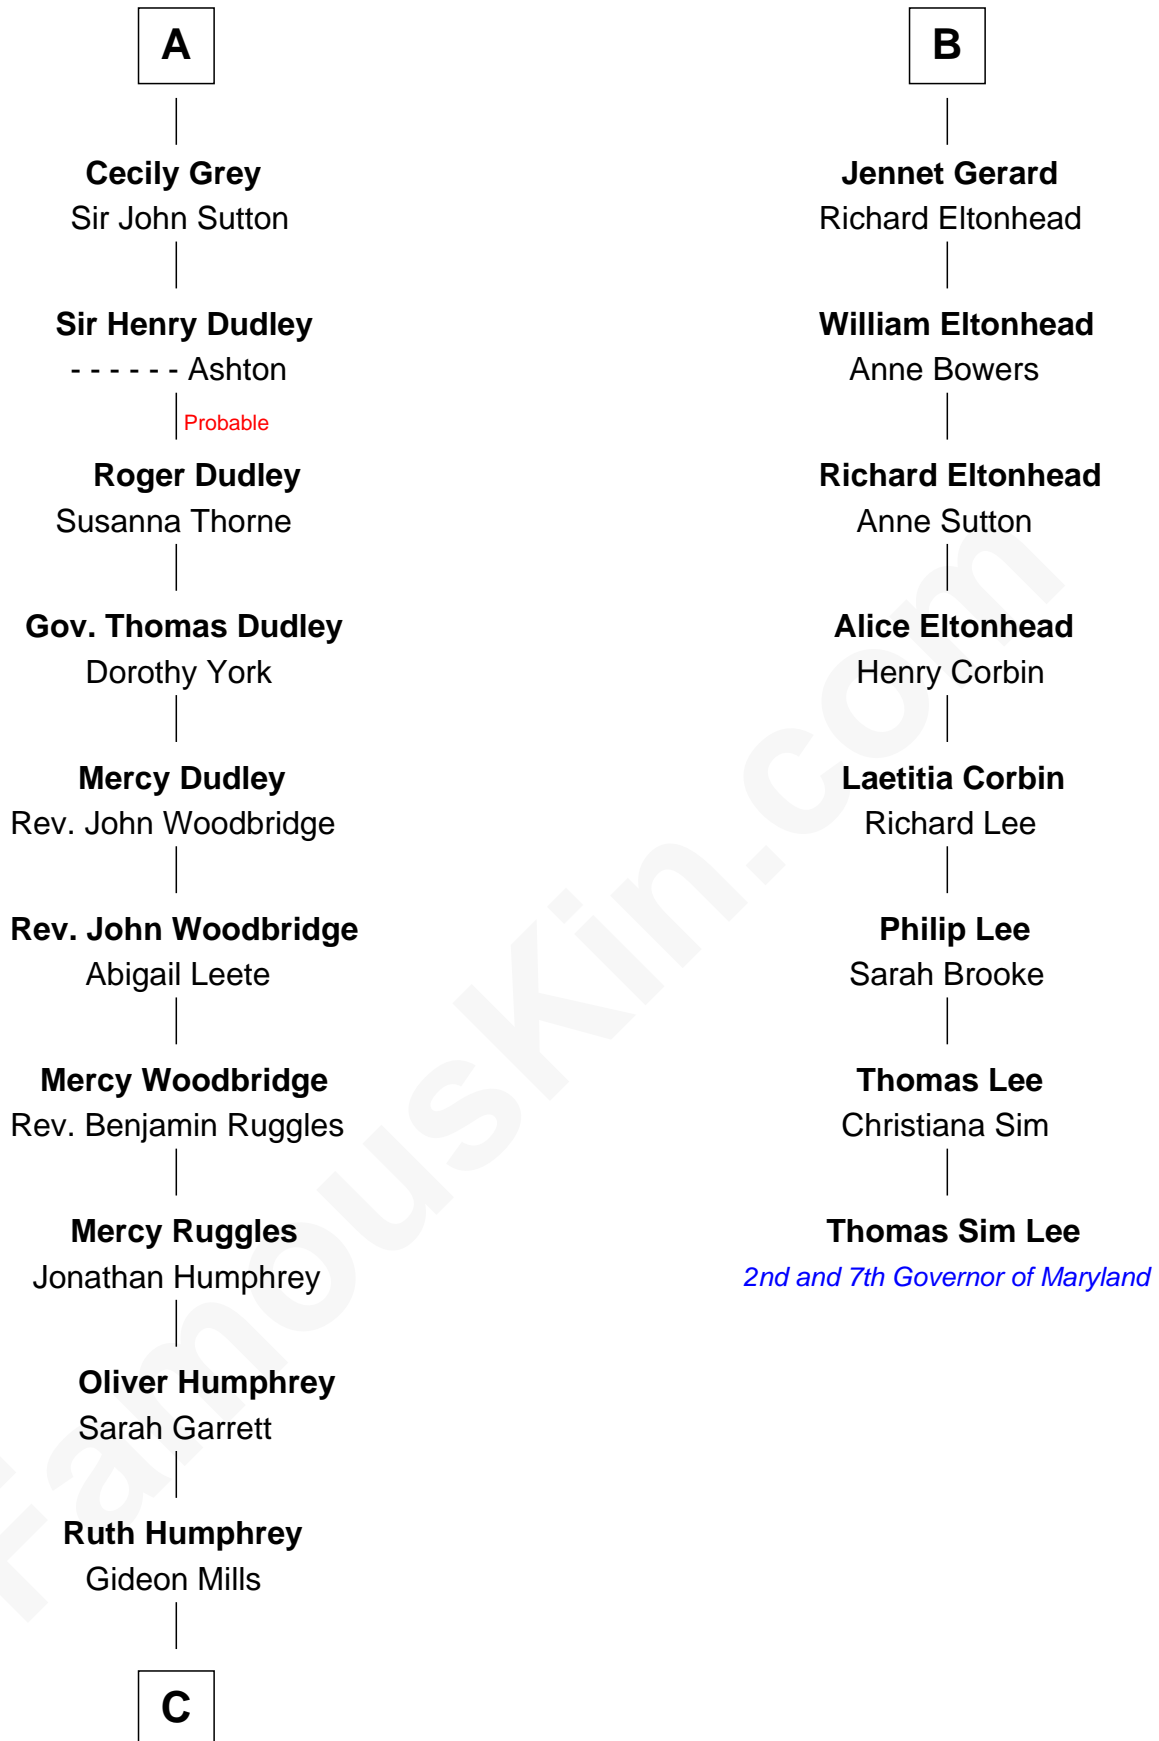 A
Cecily Grey
Sir John Sutton
Sir Henry Dudley
- - - - - - Ashton
Probable
Roger Dudley
Susanna Thorne
Gov. Thomas Dudley
Dorothy York
Mercy Dudley
Rev. John Woodbridge
Rev. John Woodbridge
Abigail Leete
Mercy Woodbridge
Rev. Benjamin Ruggles
Mercy Ruggles
Jonathan Humphrey
Oliver Humphrey
Sarah Garrett
Ruth Humphrey
Gideon Mills
C
B
Jennet Gerard
Richard Eltonhead
William Eltonhead
Anne Bowers
Richard Eltonhead
Anne Sutton
Alice Eltonhead
Henry Corbin
Laetitia Corbin
Richard Lee
Philip Lee
Sarah Brooke
Thomas Lee
Christiana Sim
Thomas Sim Lee
2nd and 7th Governor of Maryland
FamousKin.com